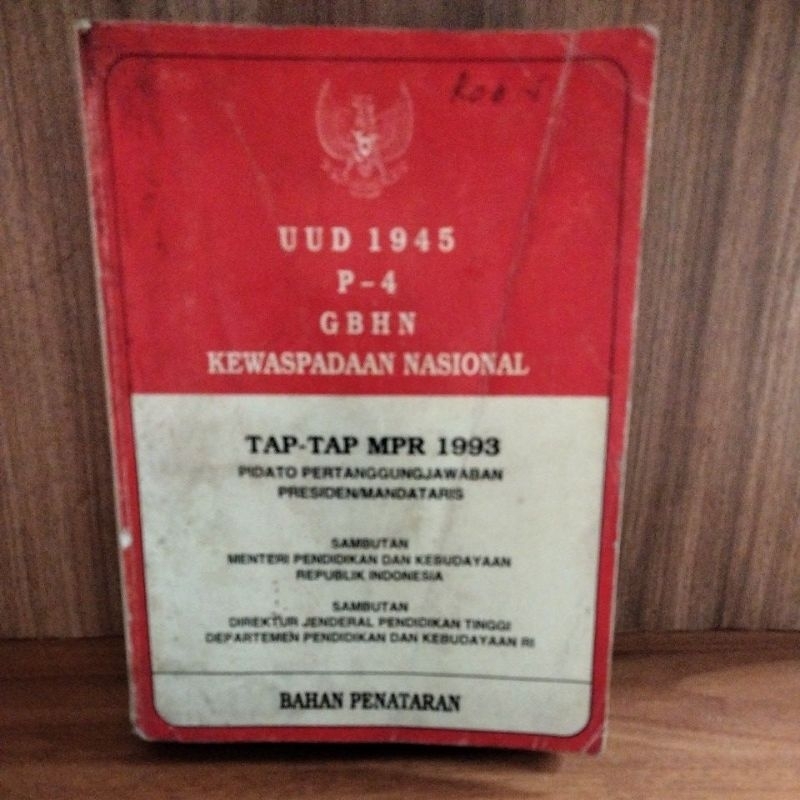 UUD 1945
P-4
GBHN
KEWASPADAAN NASIONAL
TAP-TAP MPR 1993
PIDATO PERTANGGUNGJAWABAN
PRESIDEN/MANDATARIS
SAMBUTAN
MENTERI PENDIDIKAN DAN KEBUDAYAAN
REPUBLIK INDONESIA
SAMBUTAN
DIREKTUR JENDERAL PENDIDIKAN TINGGI
DEPARTEMEN PENDIDIKAN DAN KEBUDAYAAN RI
BAHAN PENATARAN